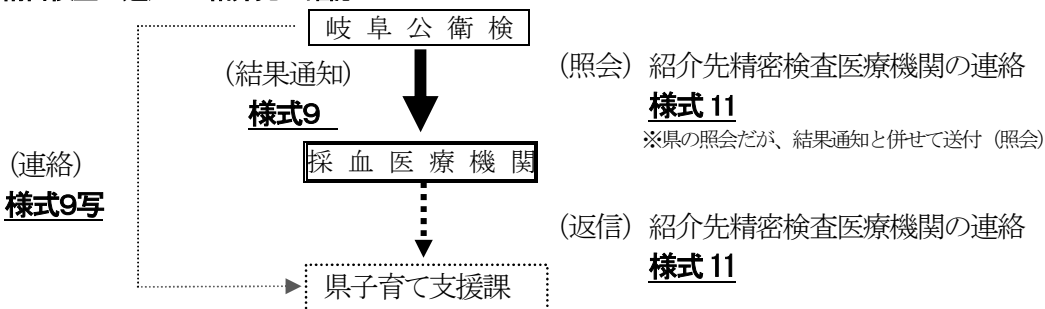 岐阜公衛検
(結果通知)
様式9
(照会) 紹介先精密検査医療機関の連絡
様式 11
※県の照会だが、結果通知と併せて送付 (照会)
採血医療機関
(連絡)
様式9写
(返信) 紹介先精密検査医療機関の連絡
様式 11
県子育て支援課